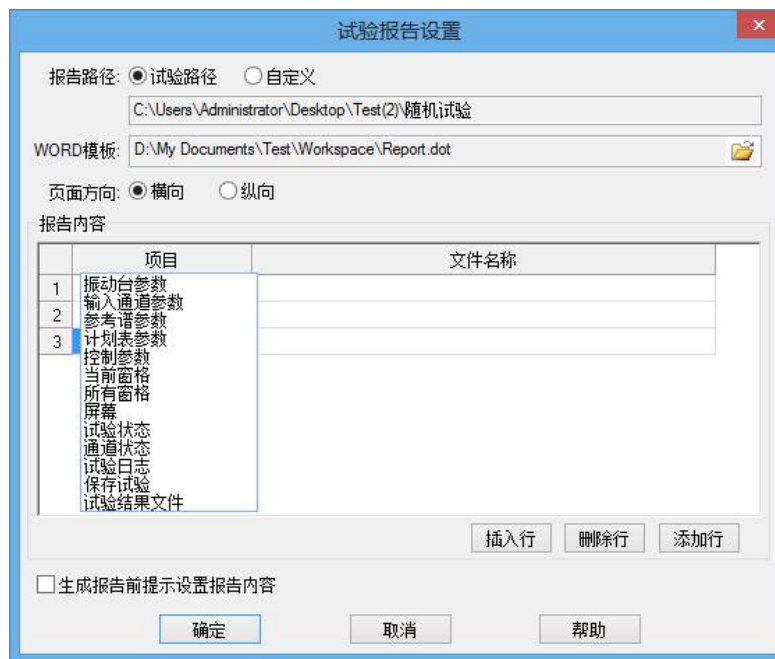 试验报告设置
报告路径: 试验路径 自定义
C:\Users\Administrator\Desktop\Test(2)\随机试验
WORD模板: D:\My Documents\Test\Workspace\Report.dot
页面方向: 横向 纵向
报告内容
项目 文件名称
1 振动台参数
输入通道参数
2 参考谱参数
3 计划表参数
控制参数
当前窗格
所有窗格
屏幕
试验状态
通道状态
试验日志
保存试验
试验结果文件
插入行 删除行 添加行
生成报告前提示设置报告内容
确定 取消 帮助